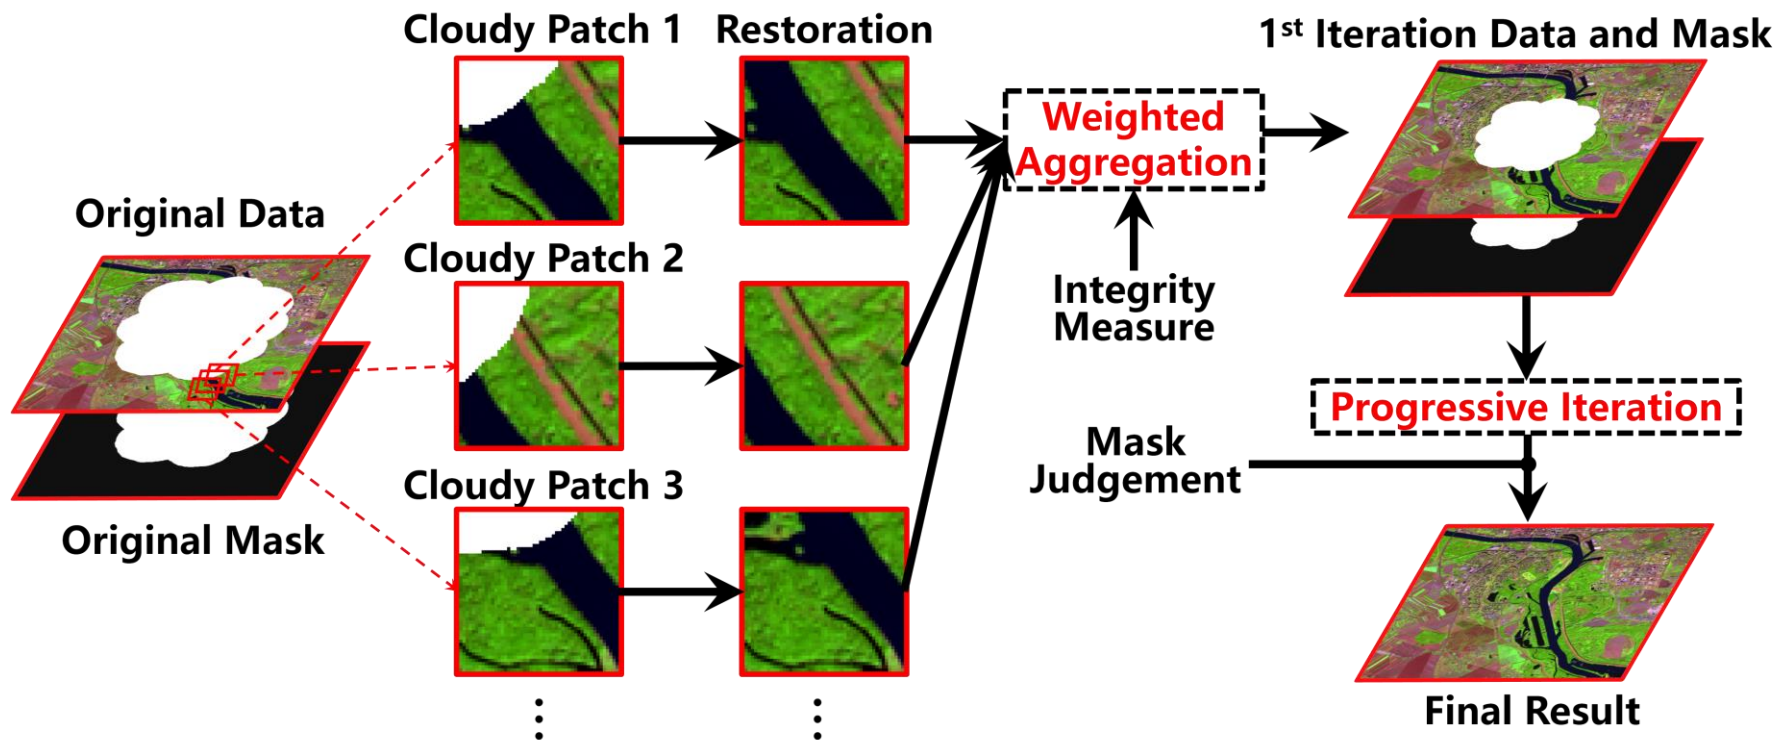 Cloudy Patch 1
Restoration
1st Iteration Data and Mask
Weighted
Aggregation
Original Data
Cloudy Patch 2
Integrity
Measure
Progressive Iteration
Mask
Judgement
Cloudy Patch 3
Original Mask
Final Result